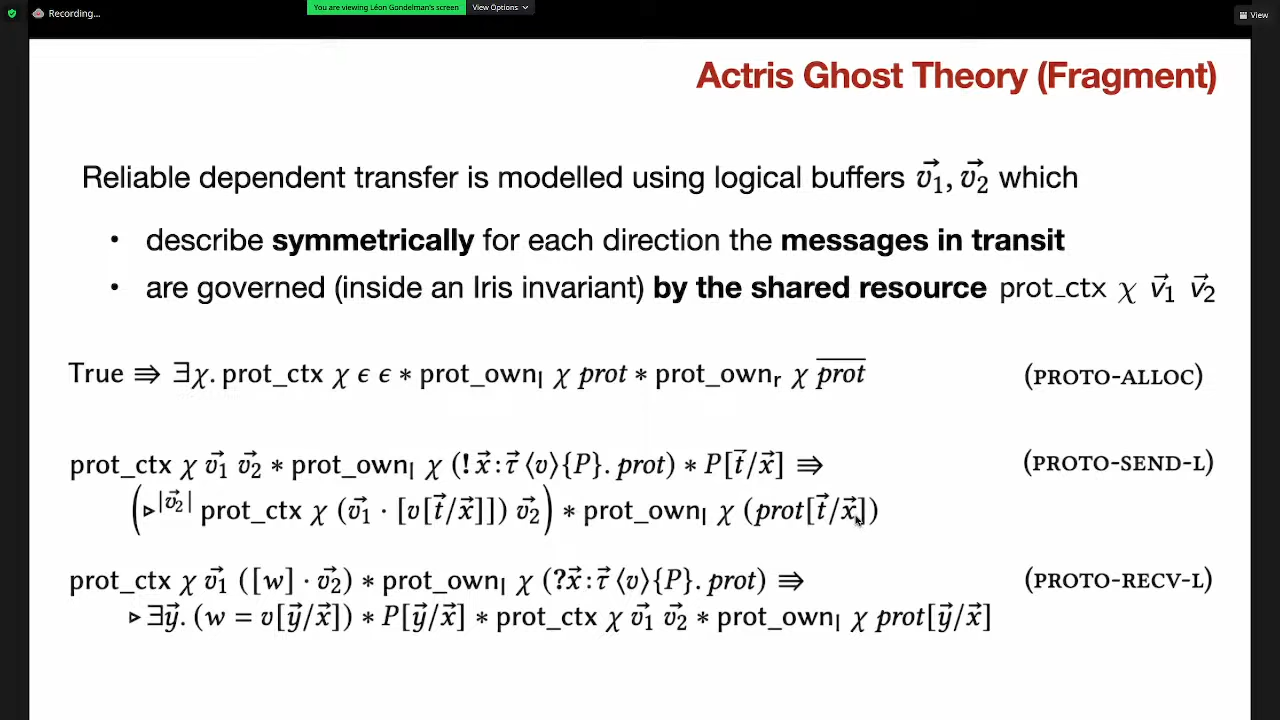 Recording...
You are viewing Léon Gondelman's screen
View Options
View
Actris Ghost Theory (Fragment)
Reliable dependent transfer is modelled using logical buffers v⃗₁, v⃗₂ which
• describe symmetrically for each direction the messages in transit
• are governed (inside an Iris invariant) by the shared resource prot_ctx χ v⃗₁ v⃗₂
True ⇛ ∃χ. prot_ctx χ ϵ ϵ ∗ prot_ownₗ χ prot ∗ prot_ownᵣ χ p̅r̅o̅t̅ (PROTO-ALLOC)
prot_ctx χ v⃗₁ v⃗₂ ∗ prot_ownₗ χ (! x⃗ : τ⃗ ⟨v⟩{P}. prot) ∗ P[t⃗/x⃗] ⇛ (PROTO-SEND-L)
(▹|v⃗₂| prot_ctx χ (v⃗₁ · [v[t⃗/x⃗]]) v⃗₂) ∗ prot_ownₗ χ (prot[t⃗/x⃗])
prot_ctx χ v⃗₁ ([w] · v⃗₂) ∗ prot_ownₗ χ (?x⃗ : τ⃗ ⟨v⟩{P}. prot) ⇛ (PROTO-RECV-L)
▹ ∃y⃗. (w = v[y⃗/x⃗]) ∗ P[y⃗/x⃗] ∗ prot_ctx χ v⃗₁ v⃗₂ ∗ prot_ownₗ χ prot[y⃗/x⃗]